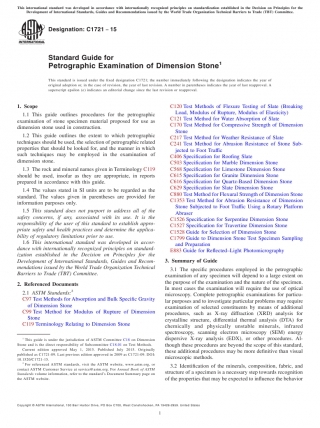 This international standard was developed in accordance with internationally recognized principles on standardization established in the Decision on Principles for the
Development of International Standards, Guides and Recommendations issued by the World Trade Organization Technical Barriers to Trade (TBT) Committee.
Designation: C1721 − 15
Standard Guide for
Petrographic Examination of Dimension Stone1
This standard is issued under the fixed designation C1721; the number immediately following the designation indicates the year of
original adoption or, in the case of revision, the year of last revision. A number in parentheses indicates the year of last reapproval. A
superscript epsilon (ε) indicates an editorial change since the last revision or reapproval.
1. Scope
1.1 This guide outlines procedures for the petrographic
examination of stone specimen material proposed for use as
dimension stone used in construction.
1.2 This guide outlines the extent to which petrographic
techniques should be used, the selection of petrographic related
properties that should be looked for, and the manner in which
such techniques may be employed in the examination of
dimension stone.
1.3 The rock and mineral names given in Terminology C119
should be used, insofar as they are appropriate, in reports
prepared in accordance with this guide.
1.4 The values stated in SI units are to be regarded as the
standard. The values given in parentheses are provided for
information purposes only.
1.5 This standard does not purport to address all of the
safety concerns, if any, associated with its use. It is the
responsibility of the user of this standard to establish appro-
priate safety and health practices and determine the applica-
bility of regulatory limitations prior to use.
1.6 This international standard was developed in accor-
dance with internationally recognized principles on standard-
ization established in the Decision on Principles for the
Development of International Standards, Guides and Recom-
mendations issued by the World Trade Organization Technical
Barriers to Trade (TBT) Committee.
2. Referenced Documents
2.1 ASTM Standards:2
C97 Test Methods for Absorption and Bulk Specific Gravity
of Dimension Stone
C99 Test Method for Modulus of Rupture of Dimension
Stone
C119 Terminology Relating to Dimension Stone
1 This guide is under the jurisdiction of ASTM Committee C18 on Dimension
Stone and is the direct responsibility of Subcommittee C18.01 on Test Methods.
Current edition approved May 1, 2015. Published July 2015. Originally
published as C1721-09. Last previous edition approved in 2009 as C1721-09. DOI:
10.1520/C1721-15.
2 For referenced ASTM standards, visit the ASTM website, www.astm.org, or
contact ASTM Customer Service at service@astm.org. For Annual Book of ASTM
Standards volume information, refer to the standard's Document Summary page on
the ASTM website.
C120 Test Methods of Flexure Testing of Slate (Breaking
Load, Modulus of Rupture, Modulus of Elasticity)
C121 Test Method for Water Absorption of Slate
C170 Test Method for Compressive Strength of Dimension
Stone
C217 Test Method for Weather Resistance of Slate
C241 Test Method for Abrasion Resistance of Stone Sub-
jected to Foot Traffic
C406 Specification for Roofing Slate
C503 Specification for Marble Dimension Stone
C568 Specification for Limestone Dimension Stone
C615 Specification for Granite Dimension Stone
C616 Specification for Quartz-Based Dimension Stone
C629 Specification for Slate Dimension Stone
C880 Test Method for Flexural Strength of Dimension Stone
C1353 Test Method for Abrasion Resistance of Dimension
Stone Subjected to Foot Traffic Using a Rotary Platform
Abraser
C1526 Specification for Serpentine Dimension Stone
C1527 Specification for Travertine Dimension Stone
C1528 Guide for Selection of Dimension Stone
C1799 Guide to Dimension Stone Test Specimen Sampling
and Preparation
E883 Guide for Reflected–Light Photomicrography
3. Summary of Guide
3.1 The specific procedures employed in the petrographic
examination of any specimen will depend to a large extent on
the purpose of the examination and the nature of the specimen.
In most cases the examination will require the use of optical
microscopy. Complete petrographic examinations for particu-
lar purposes and to investigate particular problems may require
examination of selected constituents by means of additional
procedures, such as X-ray diffraction (XRD) analysis for
crystalline structure, differential thermal analysis (DTA) for
chemically and physically unstable minerals, infrared
spectroscopy, scanning electron microscopy (SEM) energy
dispersive X-ray analysis (EDX), or other procedures. Al-
though these procedures are beyond the scope of this standard,
these additional procedures may be more definitive than visual
microscopic methods.
3.2 Identification of the minerals, composition, fabric, and
structure of a specimen is a necessary step towards recognition
of the properties that may be expected to influence the behavior
Copyright © ASTM International, 100 Barr Harbor Drive, PO Box C700, West Conshohocken, PA 19428-2959. United States
1